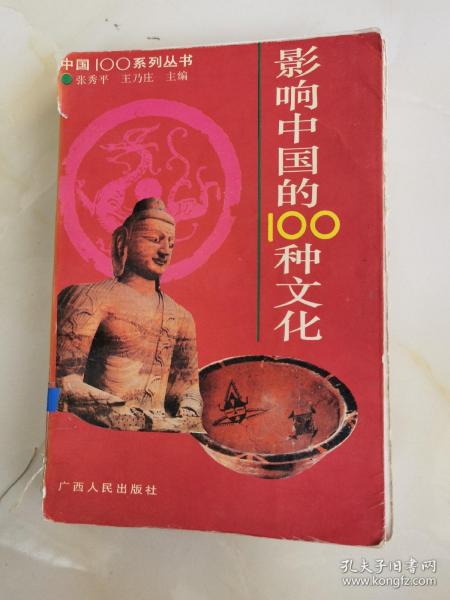 中国100系列丛书
张秀平 王乃庄 主编
影响中国的100种文化
广西人民出版社
孔夫子旧书网
www.kongfz.com